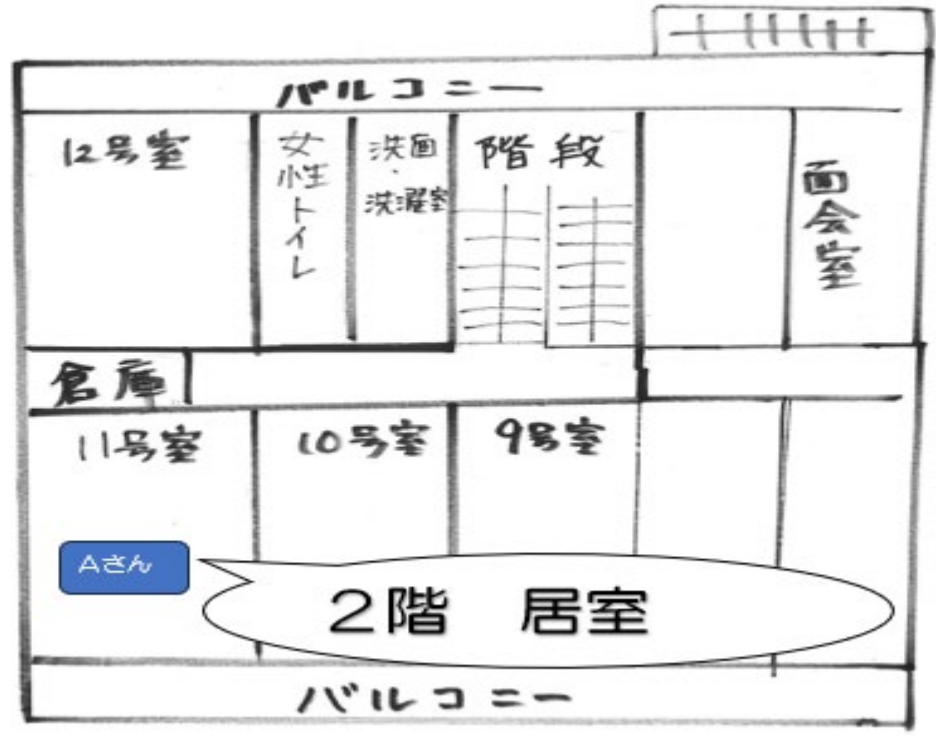 バルコニー
12号室
女性トイレ
洗面・洗濯室
階段
面会室
倉庫
11号室
10号室
9号室
Aさん
2階 居室
バルコニー